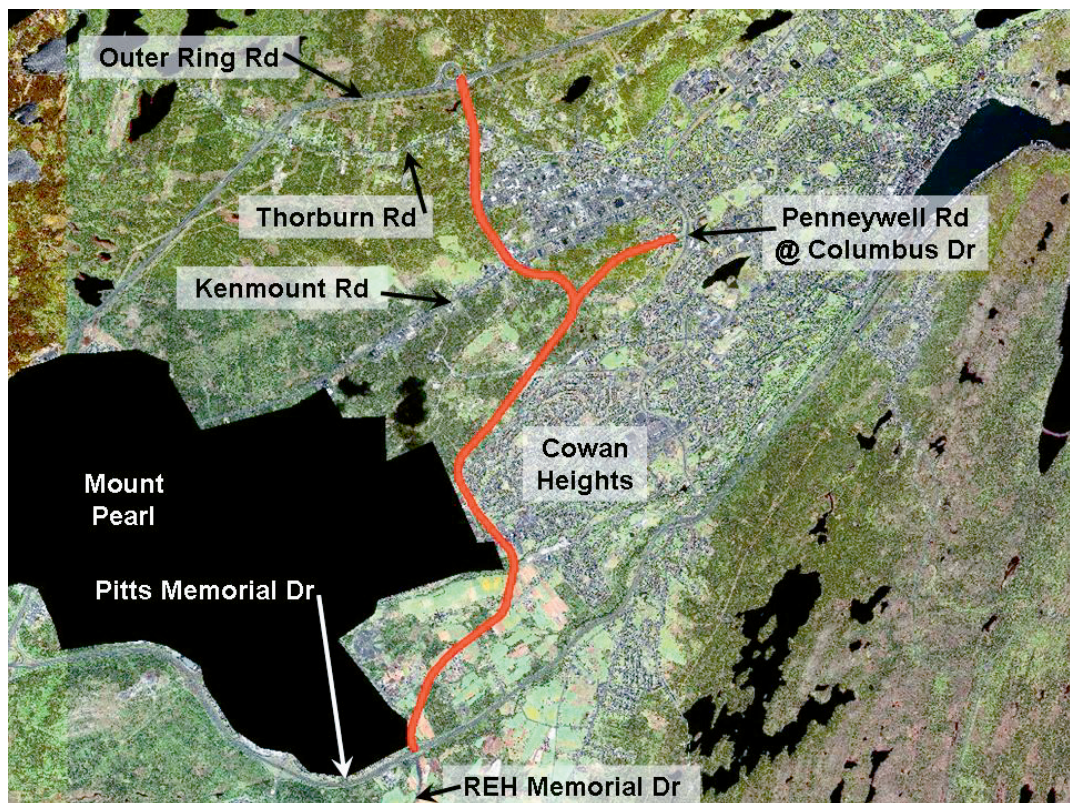 Outer Ring Rd
Thorburn Rd
Penneywell Rd
@ Columbus Dr
Kenmount Rd
Cowan
Heights
Mount
Pearl
Pitts Memorial Dr
REH Memorial Dr